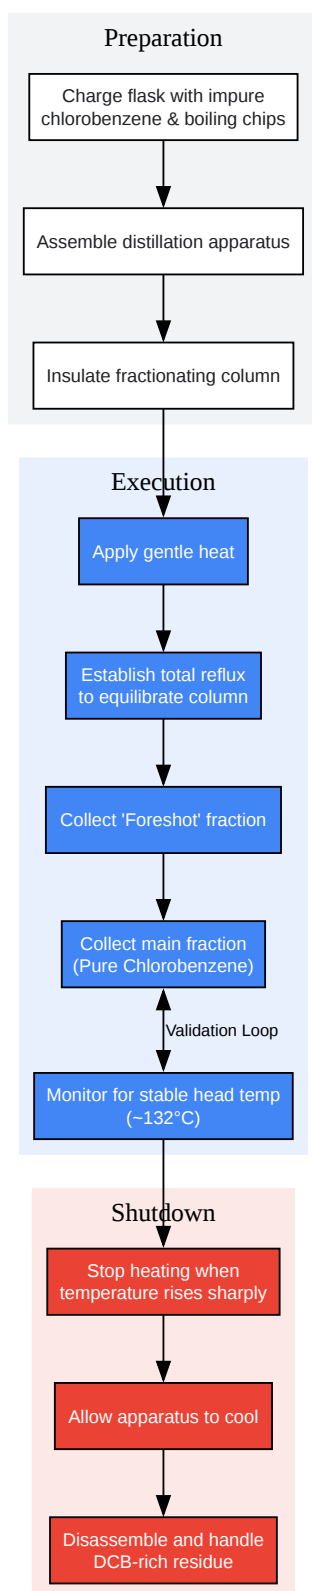 Preparation
Charge flask with impure
chlorobenzene & boiling chips
Assemble distillation apparatus
Insulate fractionating column
Execution
Apply gentle heat
Establish total reflux
to equilibrate column
Collect 'Foreshot' fraction
Collect main fraction
(Pure Chlorobenzene)
Validation Loop
Monitor for stable head temp
(~132°C)
Shutdown
Stop heating when
temperature rises sharply
Allow apparatus to cool
Disassemble and handle
DCB-rich residue